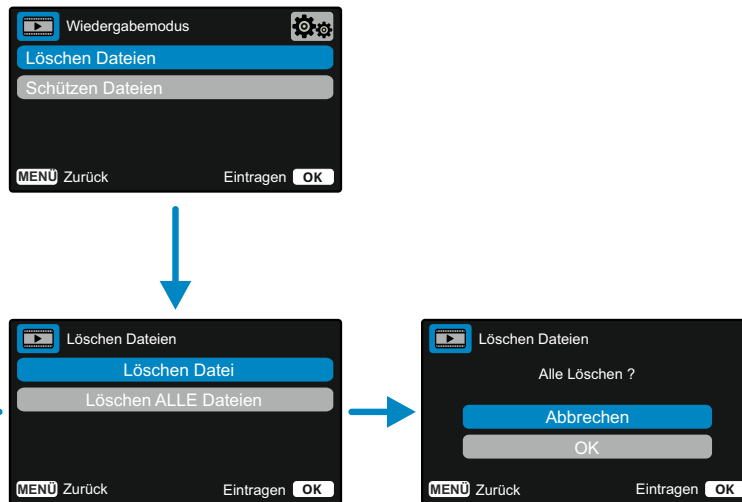 Wiedergabemodus
Löschen Dateien
Schützen Dateien
MENÜ Zurück Eintragen OK
Löschen Dateien
Löschen Datei
Löschen ALLE Dateien
MENÜ Zurück Eintragen OK
Löschen Dateien
Alle Löschen ?
Abbrechen
OK
MENÜ Zurück Eintragen OK